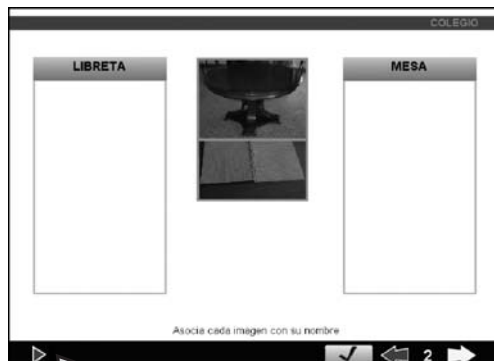 COLEGIO
LIBRETA
MESA
Asocia cada imagen con su nombre
2